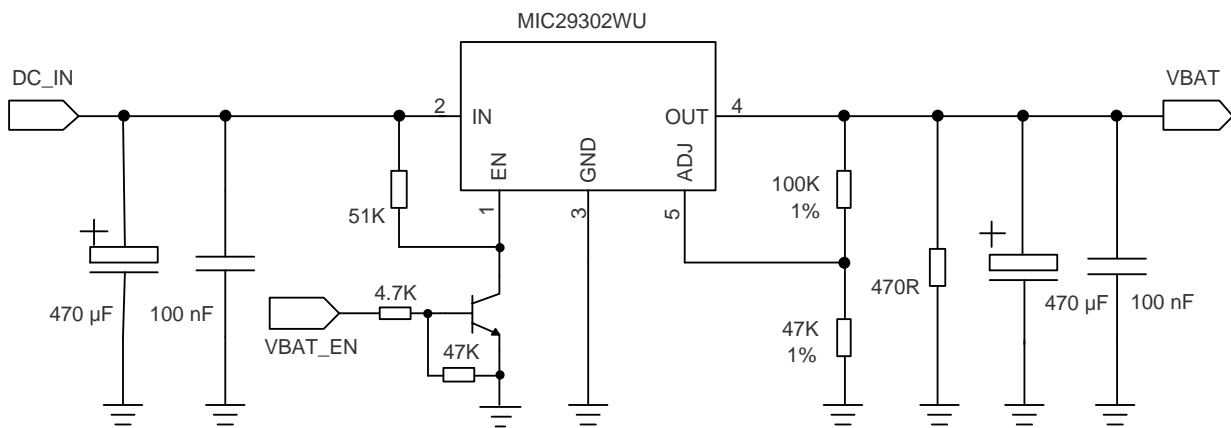 MIC29302WU
DC_IN
VBAT
2
IN
OUT
4
EN
GND
ADJ
1
3
5
51K
100K
1%
470 µF
100 nF
4.7K
VBAT_EN
47K
47K
1%
470R
470 µF
100 nF